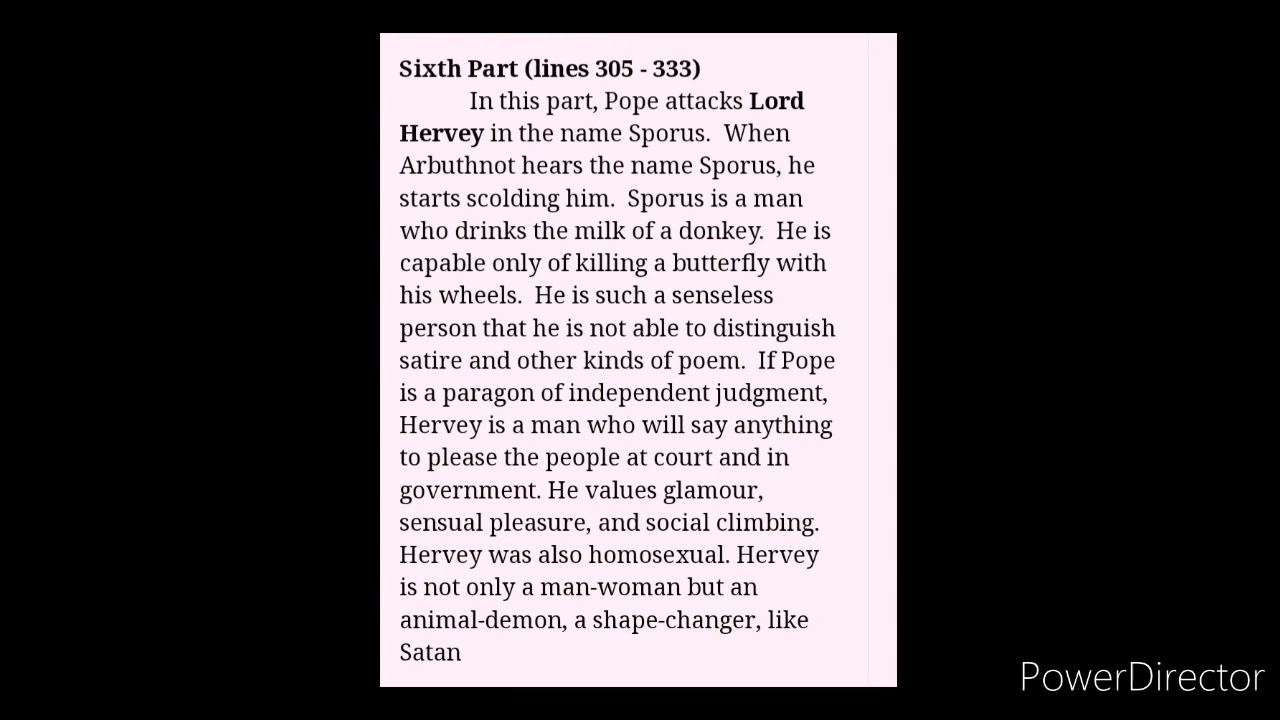 Sixth Part (lines 305 - 333)
In this part, Pope attacks Lord
Hervey in the name Sporus.  When
Arbuthnot hears the name Sporus, he
starts scolding him.  Sporus is a man
who drinks the milk of a donkey.  He is
capable only of killing a butterfly with
his wheels.  He is such a senseless
person that he is not able to distinguish
satire and other kinds of poem.  If Pope
is a paragon of independent judgment,
Hervey is a man who will say anything
to please the people at court and in
government. He values glamour,
sensual pleasure, and social climbing.
Hervey was also homosexual. Hervey
is not only a man-woman but an
animal-demon, a shape-changer, like
Satan
PowerDirector